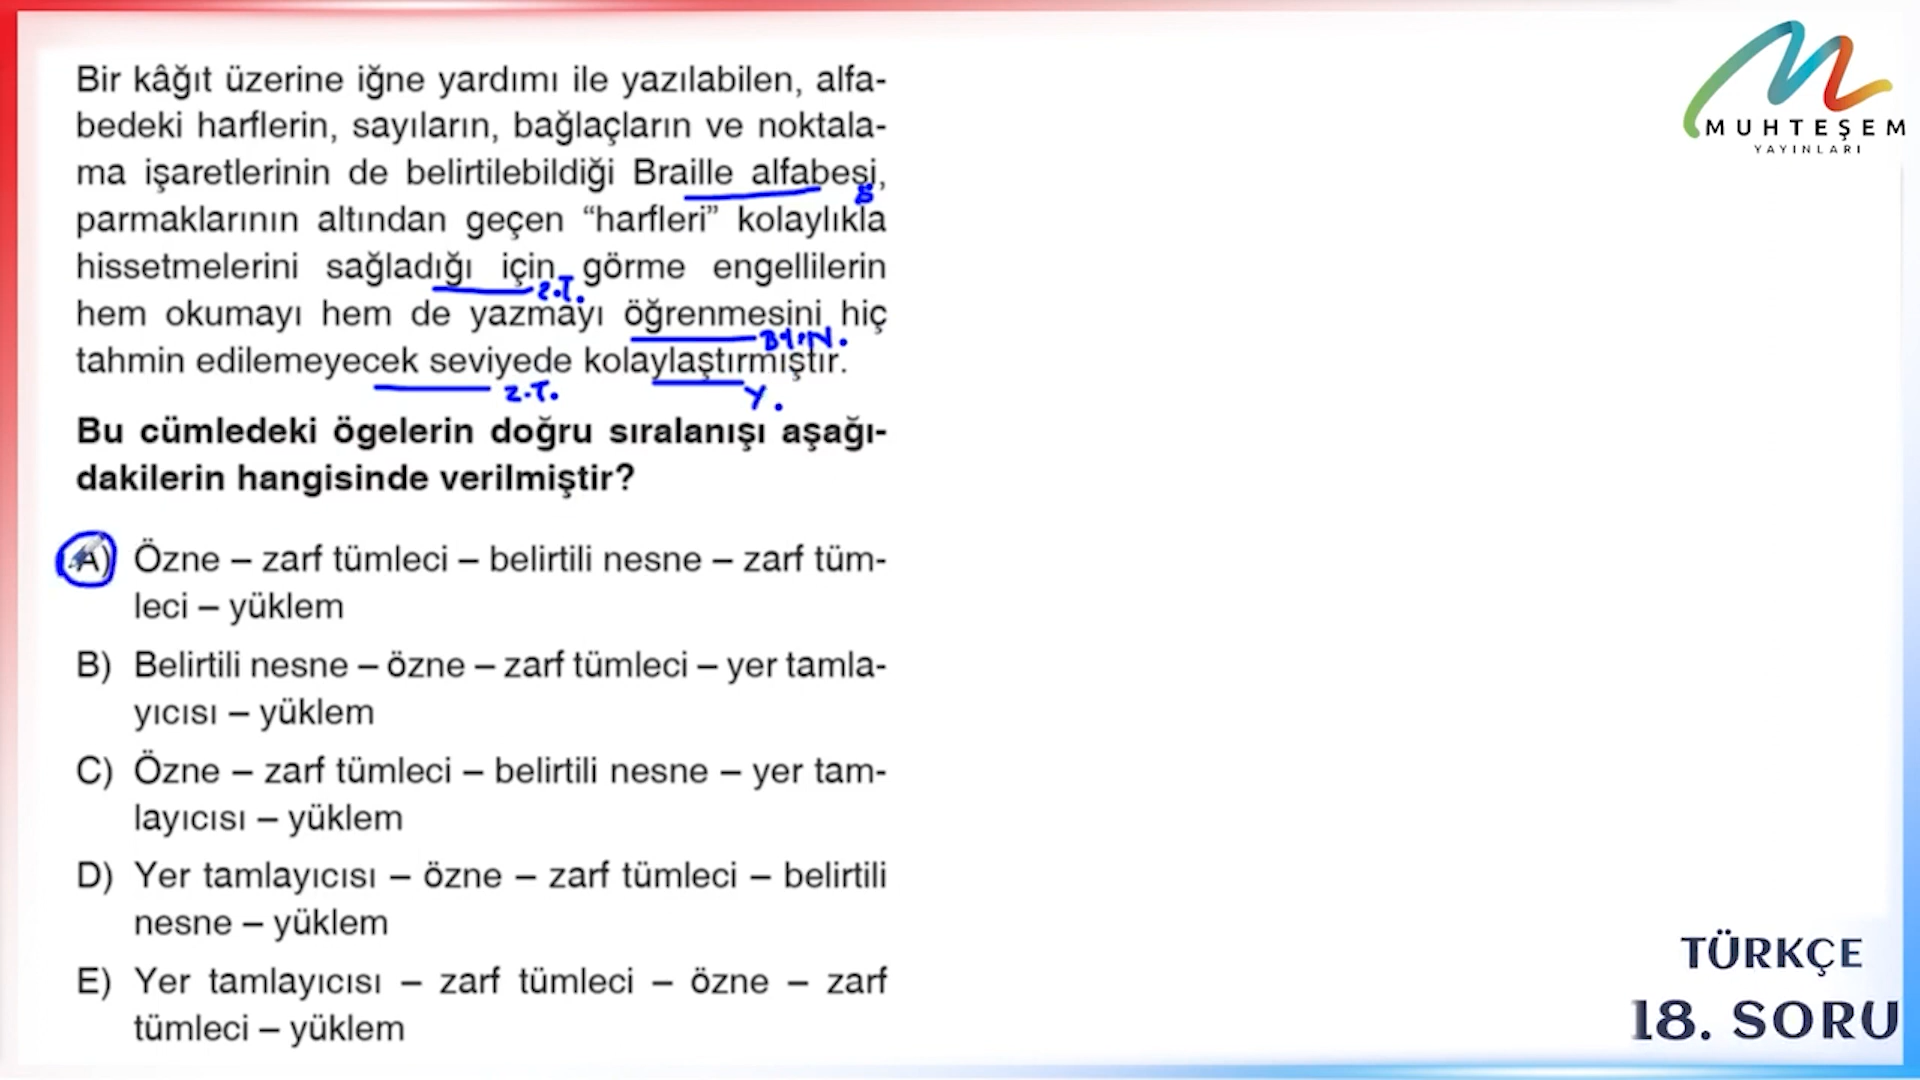 Bir kâğıt üzerine iğne yardımı ile yazılabilen, alfa-
bedeki harflerin, sayıların, bağlaçların ve noktala-
ma işaretlerinin de belirtilebildiği Braille alfabesi,
ö
parmaklarının altından geçen “harfleri” kolaylıkla
hissetmelerini sağladığı için görme engellilerin
z.T.
hem okumayı hem de yazmayı öğrenmesini hiç
B'li N.
tahmin edilemeyecek seviyede kolaylaştırmıştır.
z.T. Y.
Bu cümledeki ögelerin doğru sıralanışı aşağı-
dakilerin hangisinde verilmiştir?
A) Özne – zarf tümleci – belirtili nesne – zarf tüm-
leci – yüklem
B) Belirtili nesne – özne – zarf tümleci – yer tamla-
yıcısı – yüklem
C) Özne – zarf tümleci – belirtili nesne – yer tam-
layıcısı – yüklem
D) Yer tamlayıcısı – özne – zarf tümleci – belirtili
nesne – yüklem
E) Yer tamlayıcısı – zarf tümleci – özne – zarf
tümleci – yüklem
MUHTEŞEM
YAYINLARI
TÜRKÇE
18. SORU